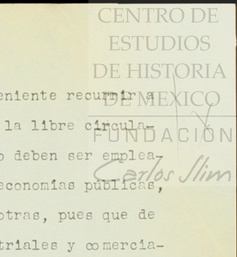 CENTRO DE
ESTUDIOS
DE HISTORIA
DE MEXICO
FUNDACIÓN
Carlos Slim
eniente recurrir a
la libre circula-
o deben ser emplea-
economías públicas,
otras, pues que de
triales y comercia-